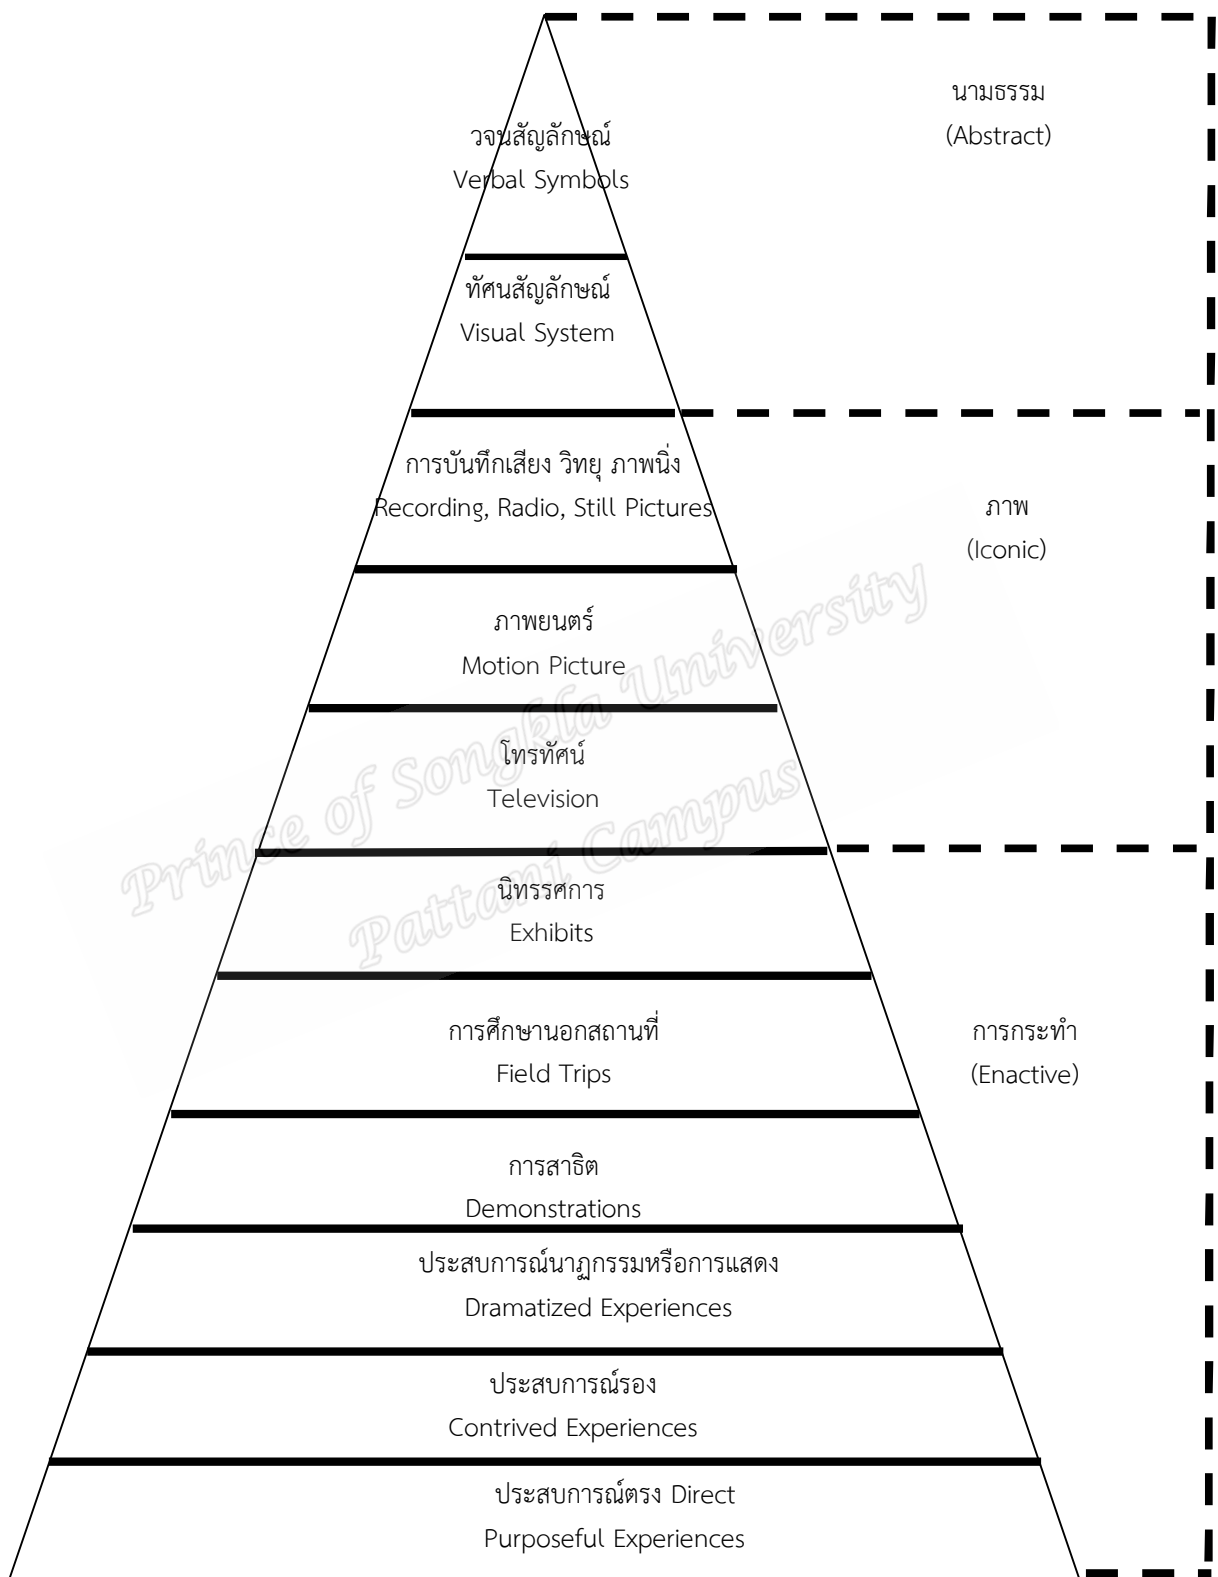 นามธรรม
(Abstract)
วจนสัญลักษณ์
Verbal Symbols
ทัศนสัญลักษณ์
Visual System
การบันทึกเสียง วิทยุ ภาพนิ่ง
Recording, Radio, Still Pictures
ภาพ
(Iconic)
ภาพยนตร์
Motion Picture
โทรทัศน์
Television
นิทรรศการ
Exhibits
การศึกษานอกสถานที่
Field Trips
การกระทำ
(Enactive)
การสาธิต
Demonstrations
ประสบการณ์นาฏกรรมหรือการแสดง
Dramatized Experiences
ประสบการณ์รอง
Contrived Experiences
ประสบการณ์ตรง Direct
Purposeful Experiences
Prince of Songkla University
Pattani Campus